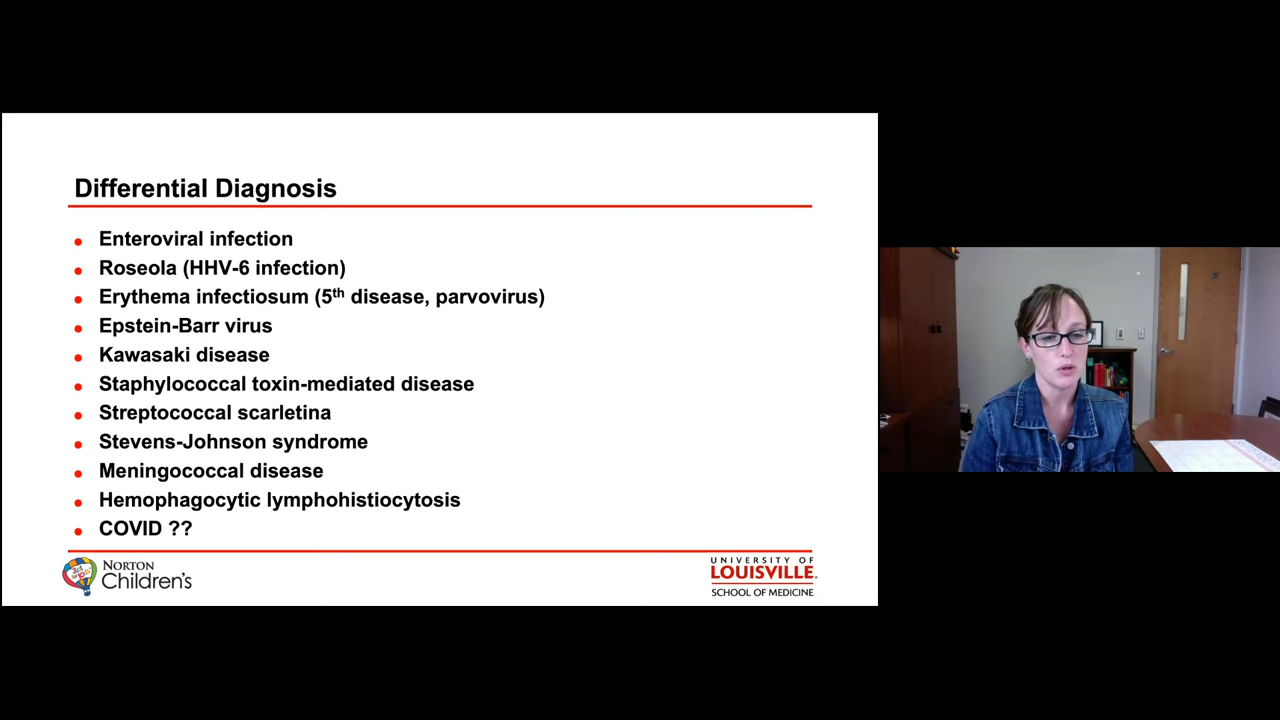 Differential Diagnosis
Enteroviral infection
Roseola (HHV-6 infection)
Erythema infectiosum (5th disease, parvovirus)
Epstein-Barr virus
Kawasaki disease
Staphylococcal toxin-mediated disease
Streptococcal scarletina
Stevens-Johnson syndrome
Meningococcal disease
Hemophagocytic lymphohistiocytosis
COVID ??
NORTON
Children's
UNIVERSITY OF
LOUISVILLE.
SCHOOL OF MEDICINE